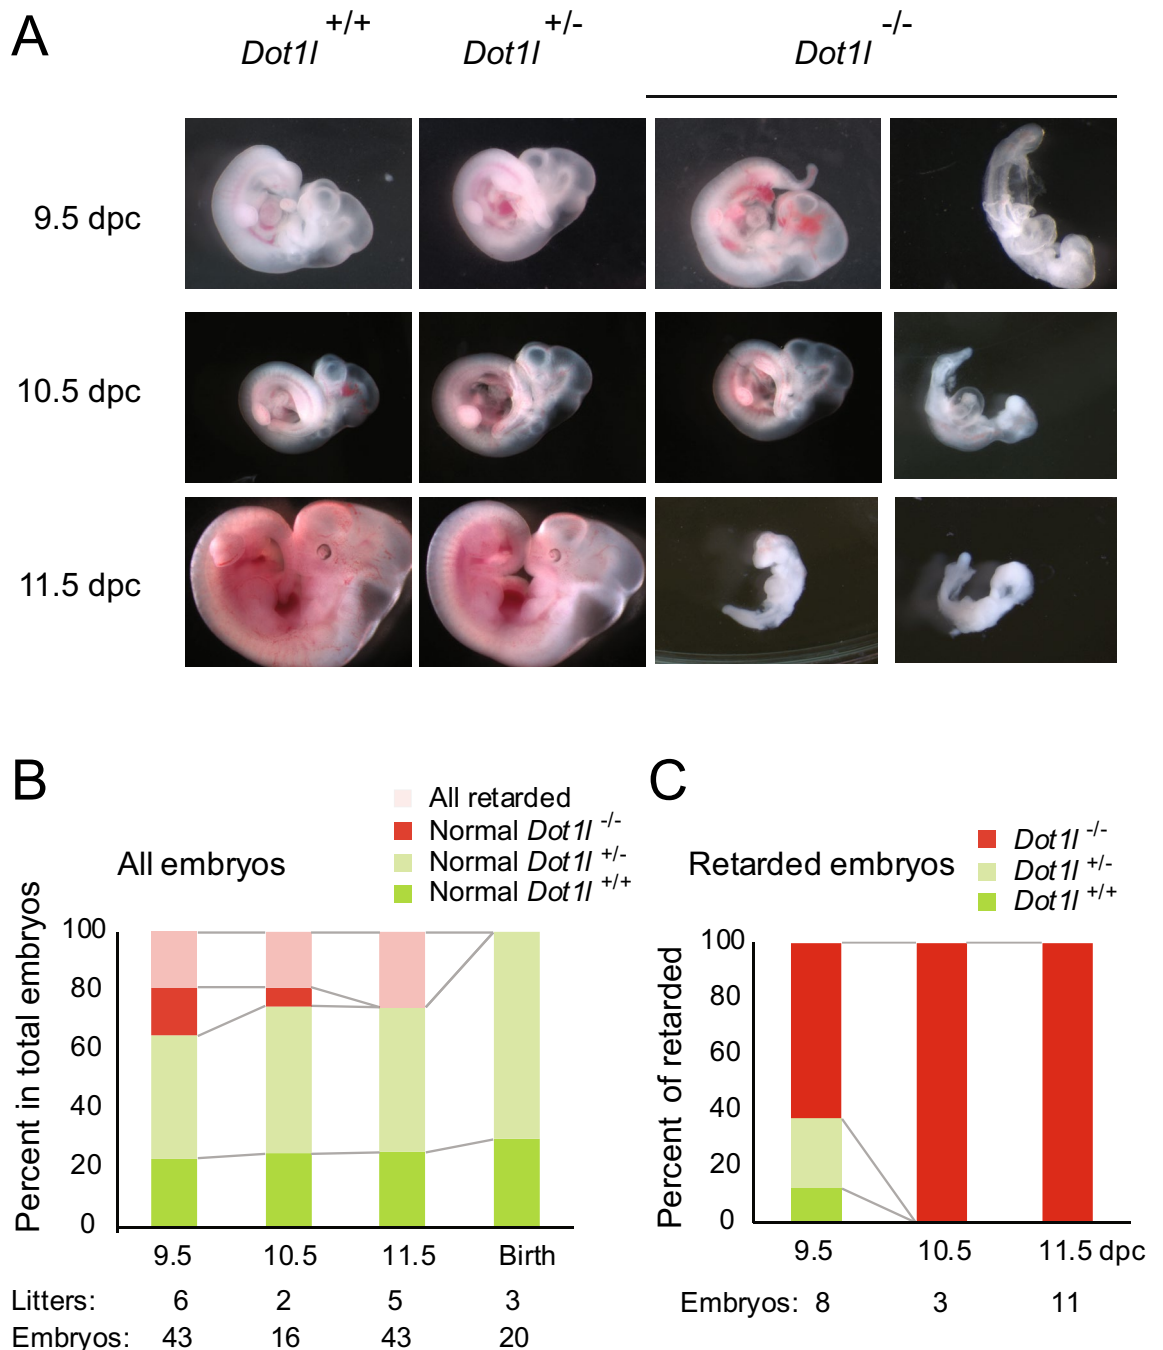 A
Dot1l +/+ Dot1l +/- Dot1l -/-
9.5 dpc
10.5 dpc
11.5 dpc
B
All retarded
Normal Dot1l -/-
Normal Dot1l +/-
Normal Dot1l +/+
All embryos
Percent in total embryos
100
80
60
40
20
0
9.5 10.5 11.5 Birth
Litters: 6 2 5 3
Embryos: 43 16 43 20
C
Dot1l -/-
Dot1l +/-
Dot1l +/+
Retarded embryos
Percent of retarded
100
80
60
40
20
0
9.5 10.5 11.5 dpc
Embryos: 8 3 11